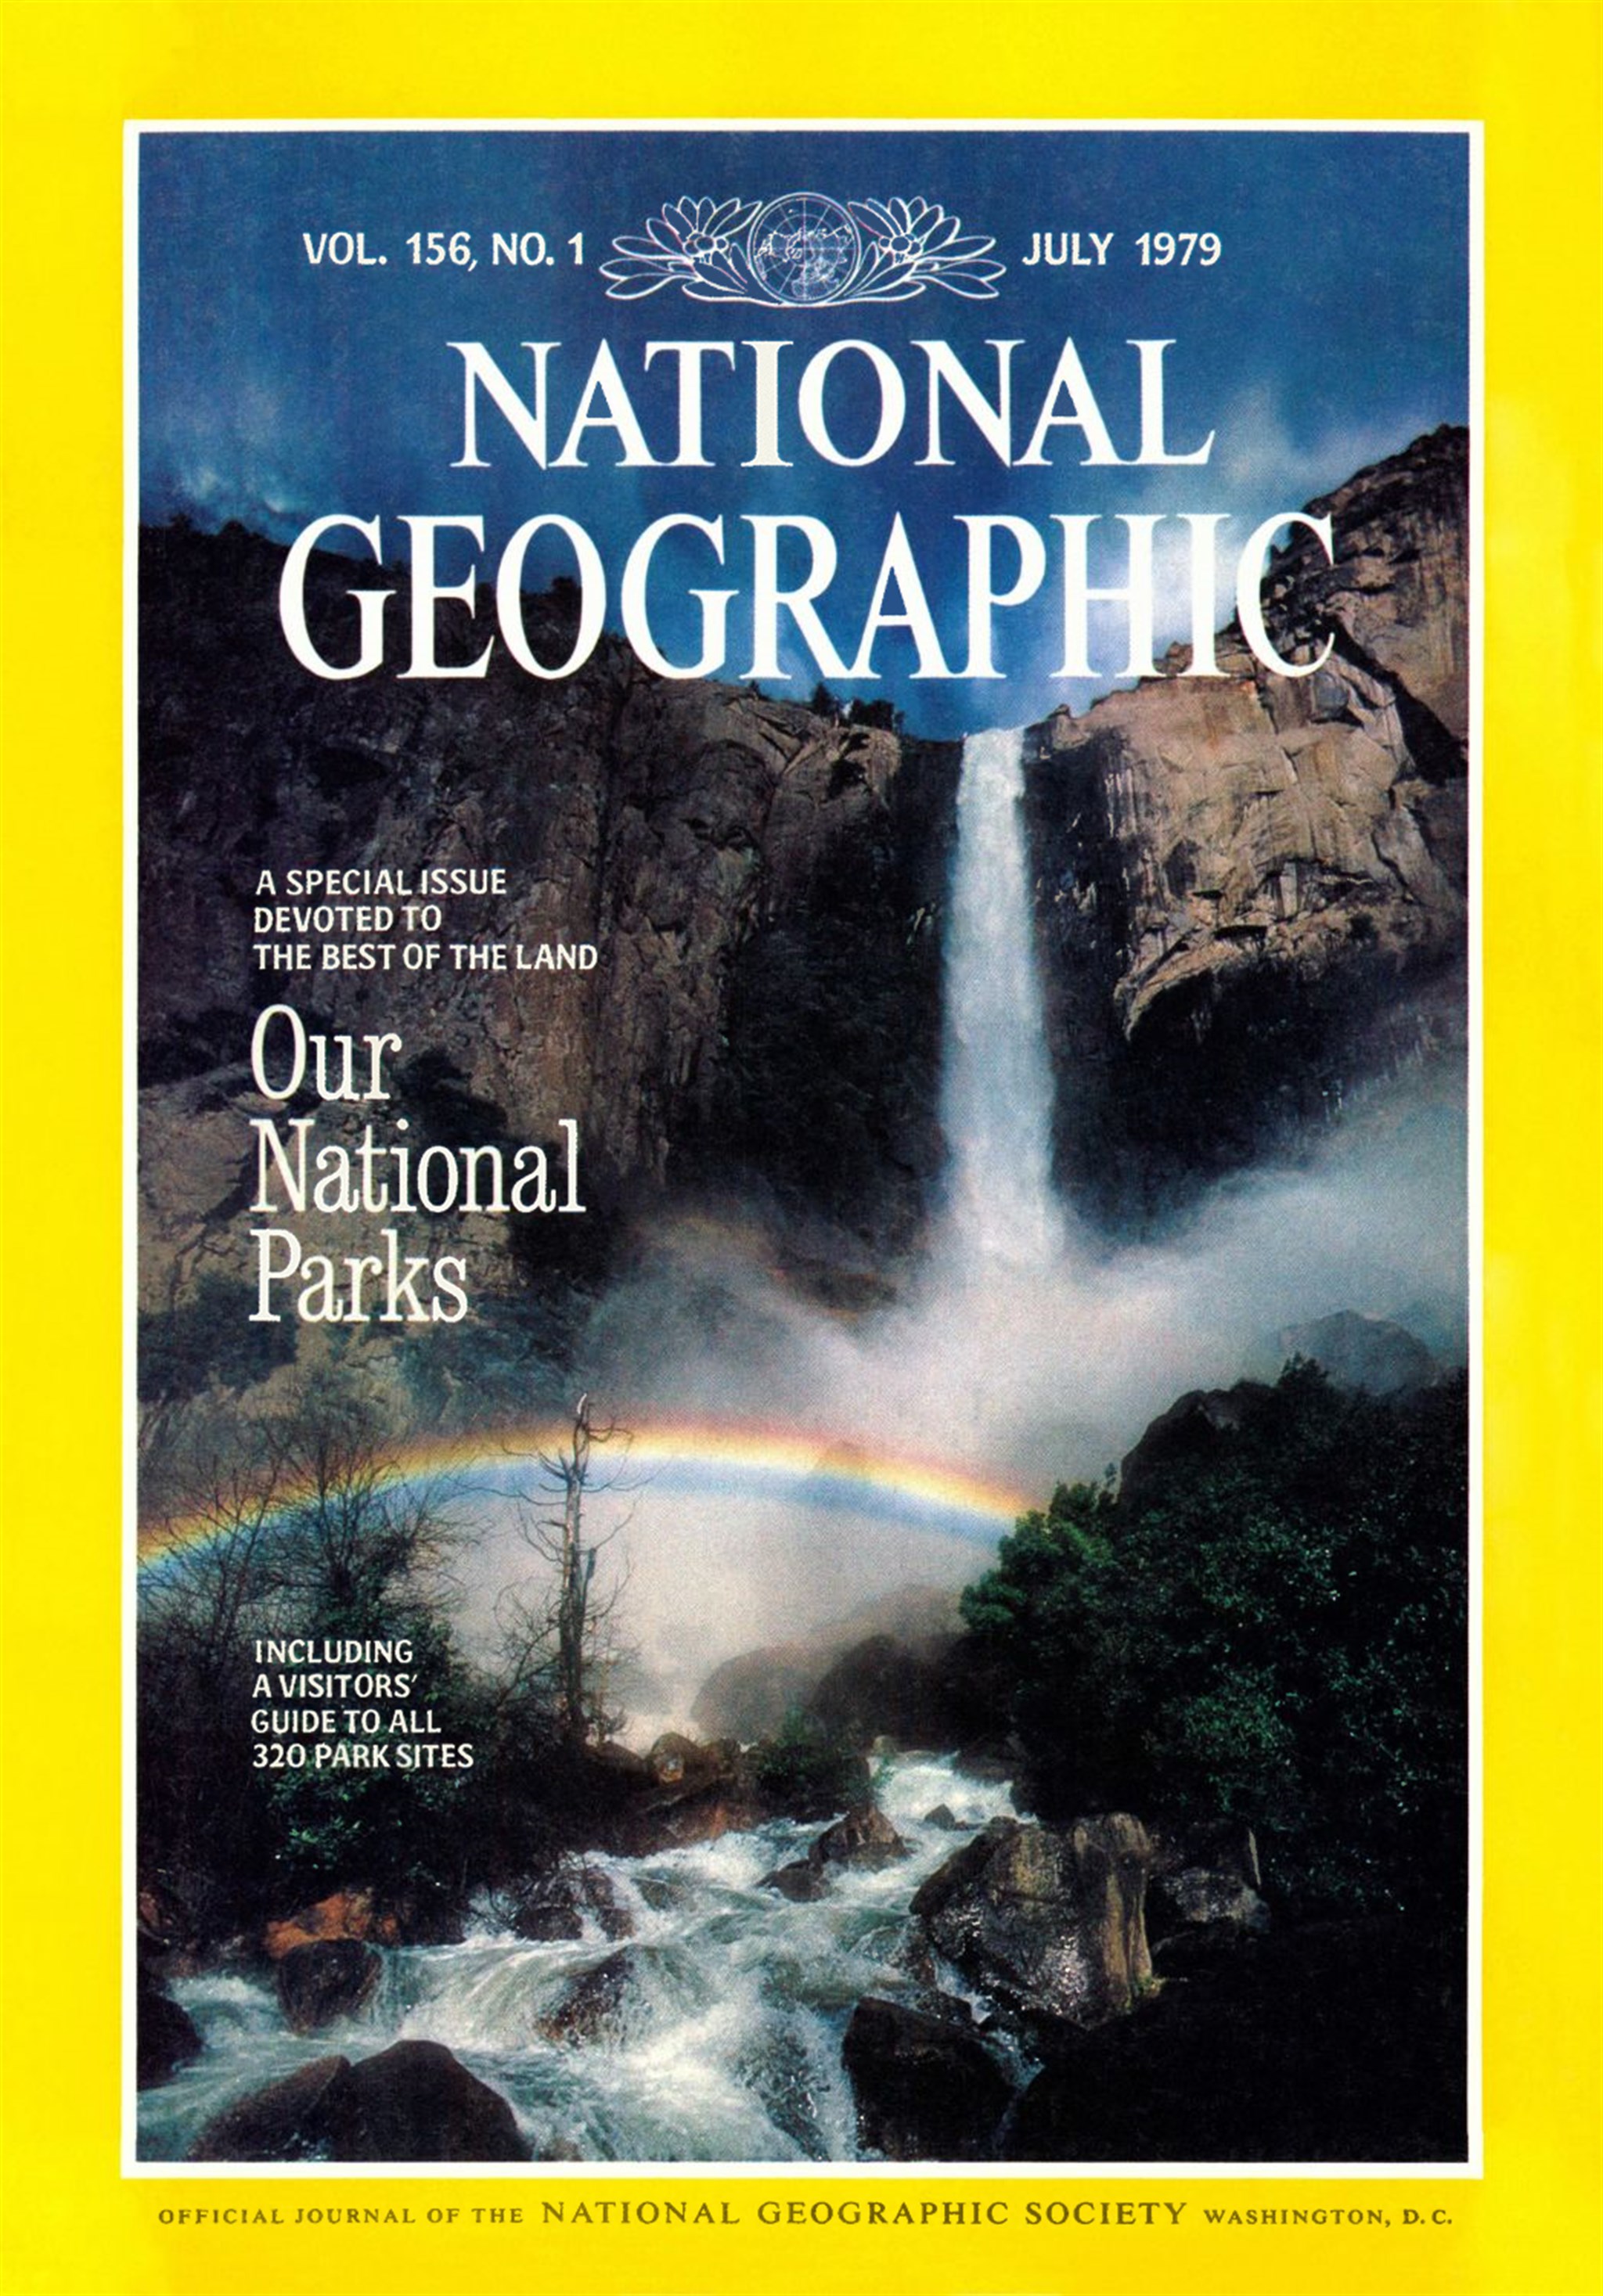 VOL. 156, NO. 1
JULY 1979
NATIONAL
GEOGRAPHIC
A SPECIAL ISSUE
DEVOTED TO
THE BEST OF THE LAND
Our
National
Parks
INCLUDING
A VISITORS'
GUIDE TO ALL
320 PARK SITES
OFFICIAL JOURNAL OF THE NATIONAL GEOGRAPHIC SOCIETY WASHINGTON, D.C.